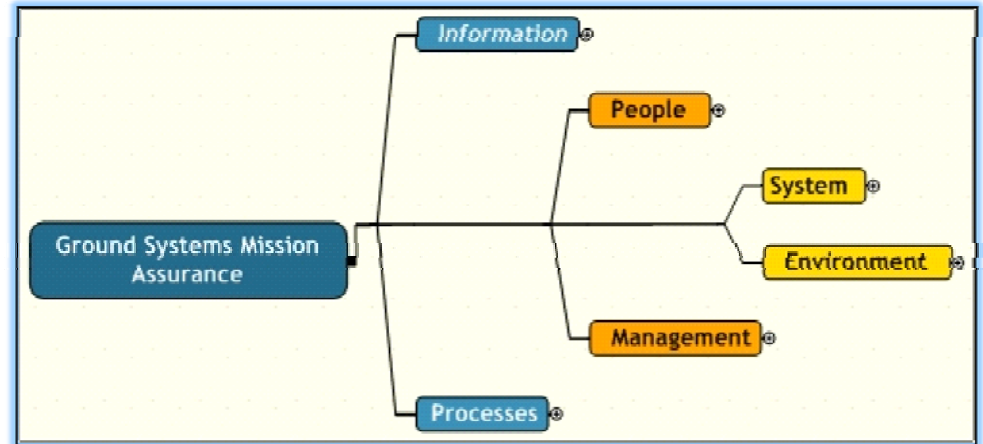 Information
People
System
Ground Systems Mission
Assurance
Environment
Management
Processes